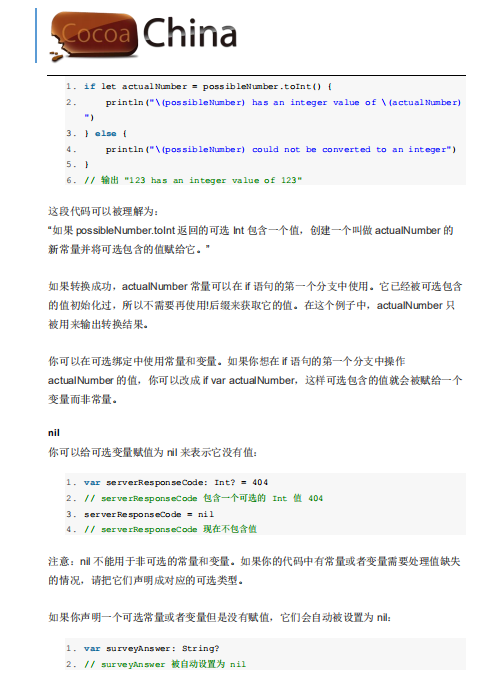 Cocoa China
1. if let actualNumber = possibleNumber.toInt() {
2. println("\(possibleNumber) has an integer value of \(actualNumber)
")
3. } else {
4. println("\(possibleNumber) could not be converted to an integer")
5. }
6. // 输出 "123 has an integer value of 123"
这段代码可以被理解为：
“如果 possibleNumber.toInt 返回的可选 Int 包含一个值，创建一个叫做 actualNumber 的
新常量并将可选包含的值赋给它。”
如果转换成功，actualNumber 常量可以在 if 语句的第一个分支中使用。它已经被可选包含
的值初始化过，所以不需要再使用!后缀来获取它的值。在这个例子中，actualNumber 只
被用来输出转换结果。
你可以在可选绑定中使用常量和变量。如果你想在 if 语句的第一个分支中操作
actualNumber 的值，你可以改成 if var actualNumber，这样可选包含的值就会被赋给一个
变量而非常量。
nil
你可以给可选变量赋值为 nil 来表示它没有值：
1. var serverResponseCode: Int? = 404
2. // serverResponseCode 包含一个可选的 Int 值 404
3. serverResponseCode = nil
4. // serverResponseCode 现在不包含值
注意：nil 不能用于非可选的常量和变量。如果你的代码中有常量或者变量需要处理值缺失
的情况，请把它们声明成对应的可选类型。
如果你声明一个可选常量或者变量但是没有赋值，它们会自动被设置为 nil：
1. var surveyAnswer: String?
2. // surveyAnswer 被自动设置为 nil